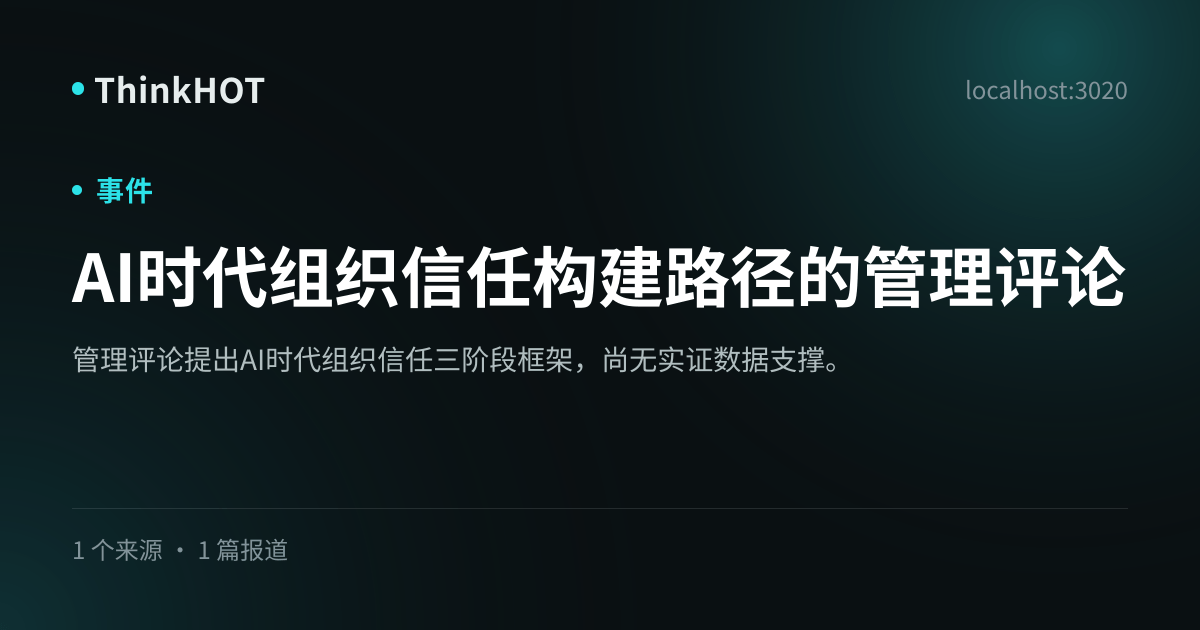 ThinkHOT
localhost:3020
事件
AI时代组织信任构建路径的管理评论
管理评论提出AI时代组织信任三阶段框架，尚无实证数据支撑。
1 个来源 · 1 篇报道